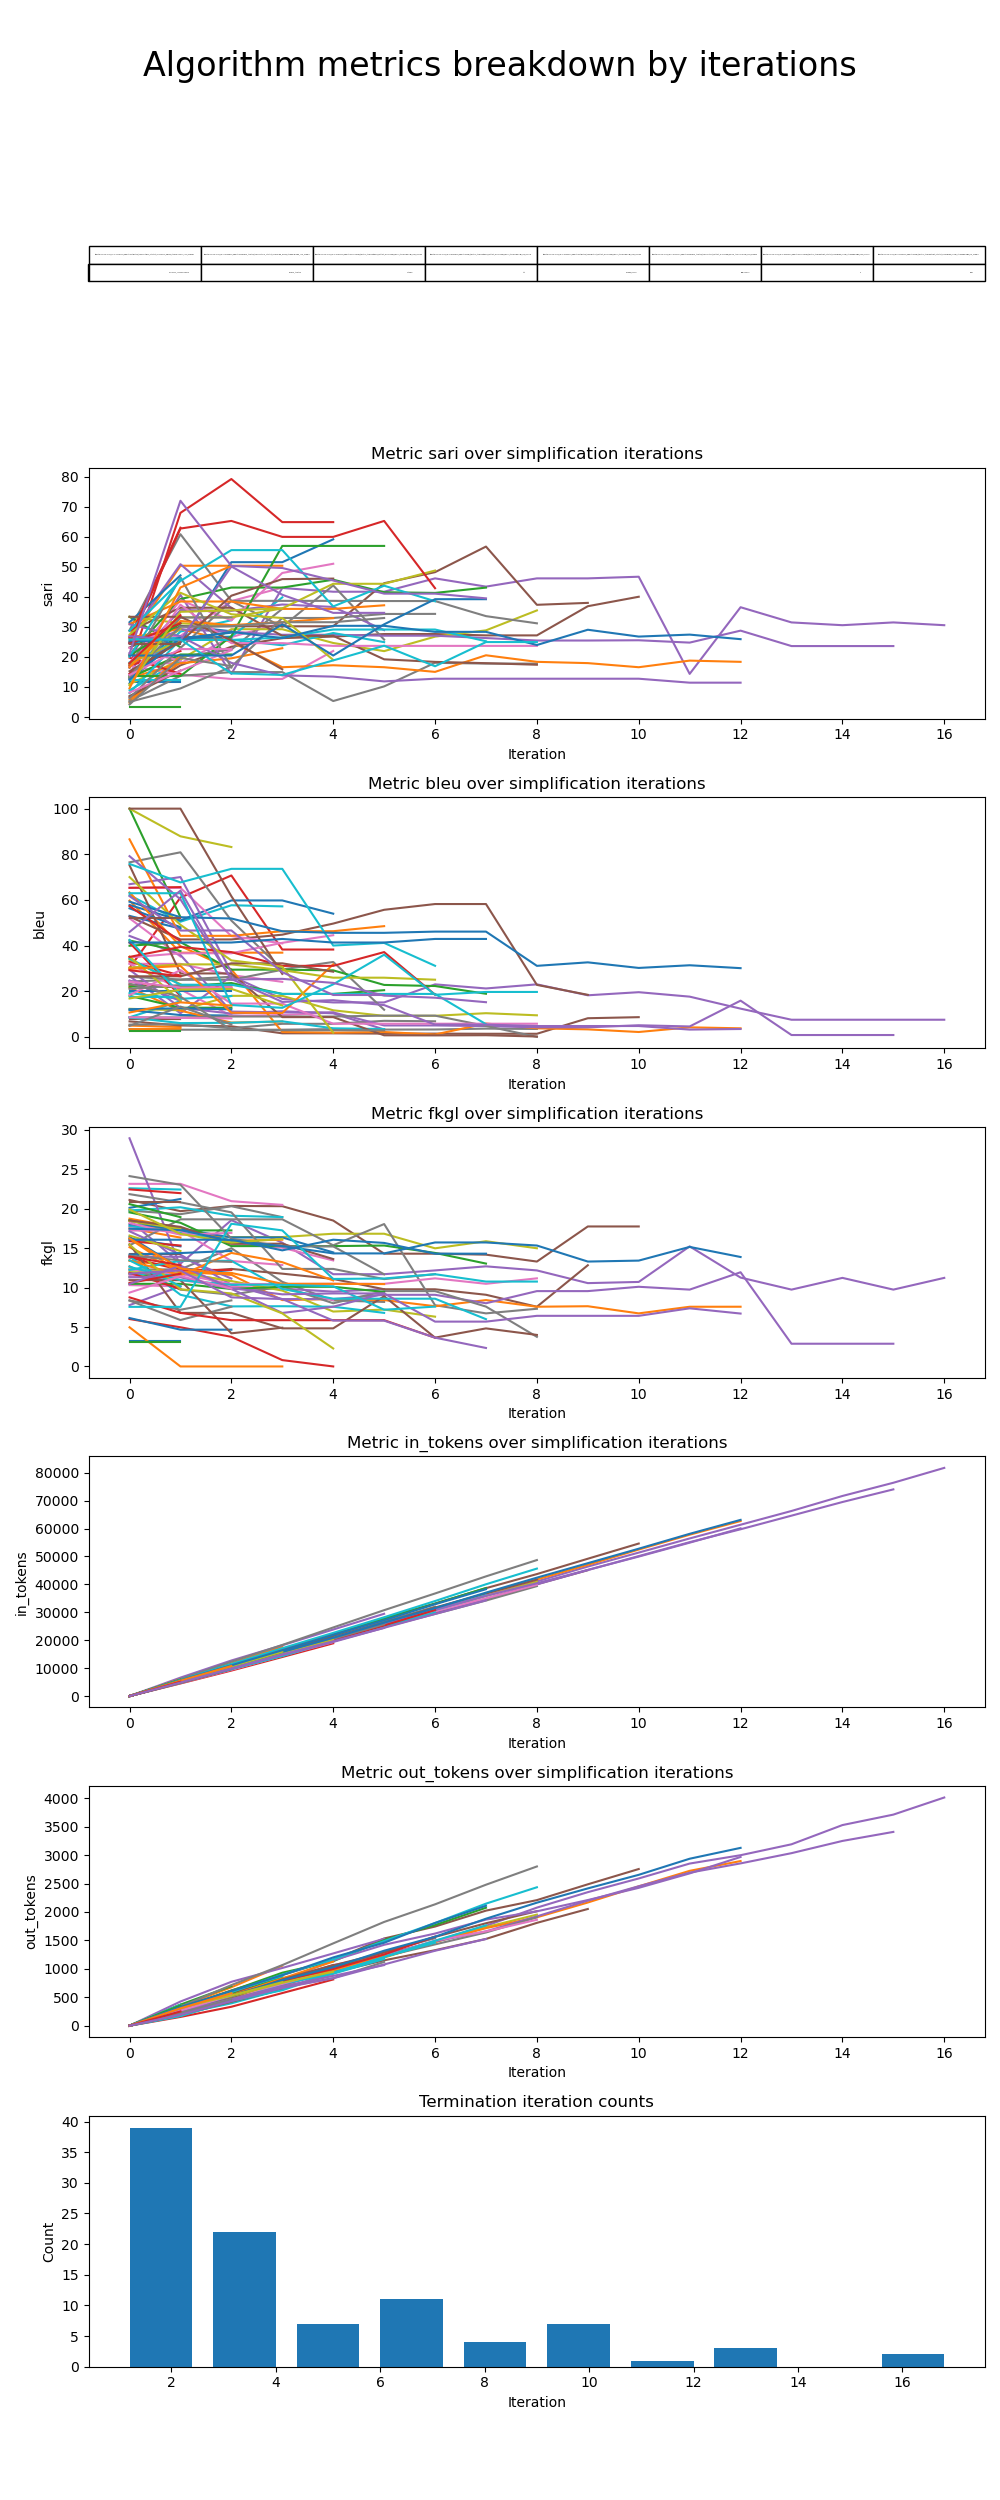 Algorithm metrics breakdown by iterations
Metric sari over simplification iterations
80
70
60
50
40
30
20
10
0
sari
0 2 4 6 8 10 12 14 16
Iteration
Metric bleu over simplification iterations
100
80
60
40
20
0
bleu
0 2 4 6 8 10 12 14 16
Iteration
Metric fkgl over simplification iterations
30
25
20
15
10
5
0
fkgl
0 2 4 6 8 10 12 14 16
Iteration
Metric in_tokens over simplification iterations
80000
70000
60000
50000
40000
30000
20000
10000
0
in_tokens
0 2 4 6 8 10 12 14 16
Iteration
Metric out_tokens over simplification iterations
4000
3500
3000
2500
2000
1500
1000
500
0
out_tokens
0 2 4 6 8 10 12 14 16
Iteration
Termination iteration counts
40
35
30
25
20
15
10
5
0
Count
2 4 6 8 10 12 14 16
Iteration